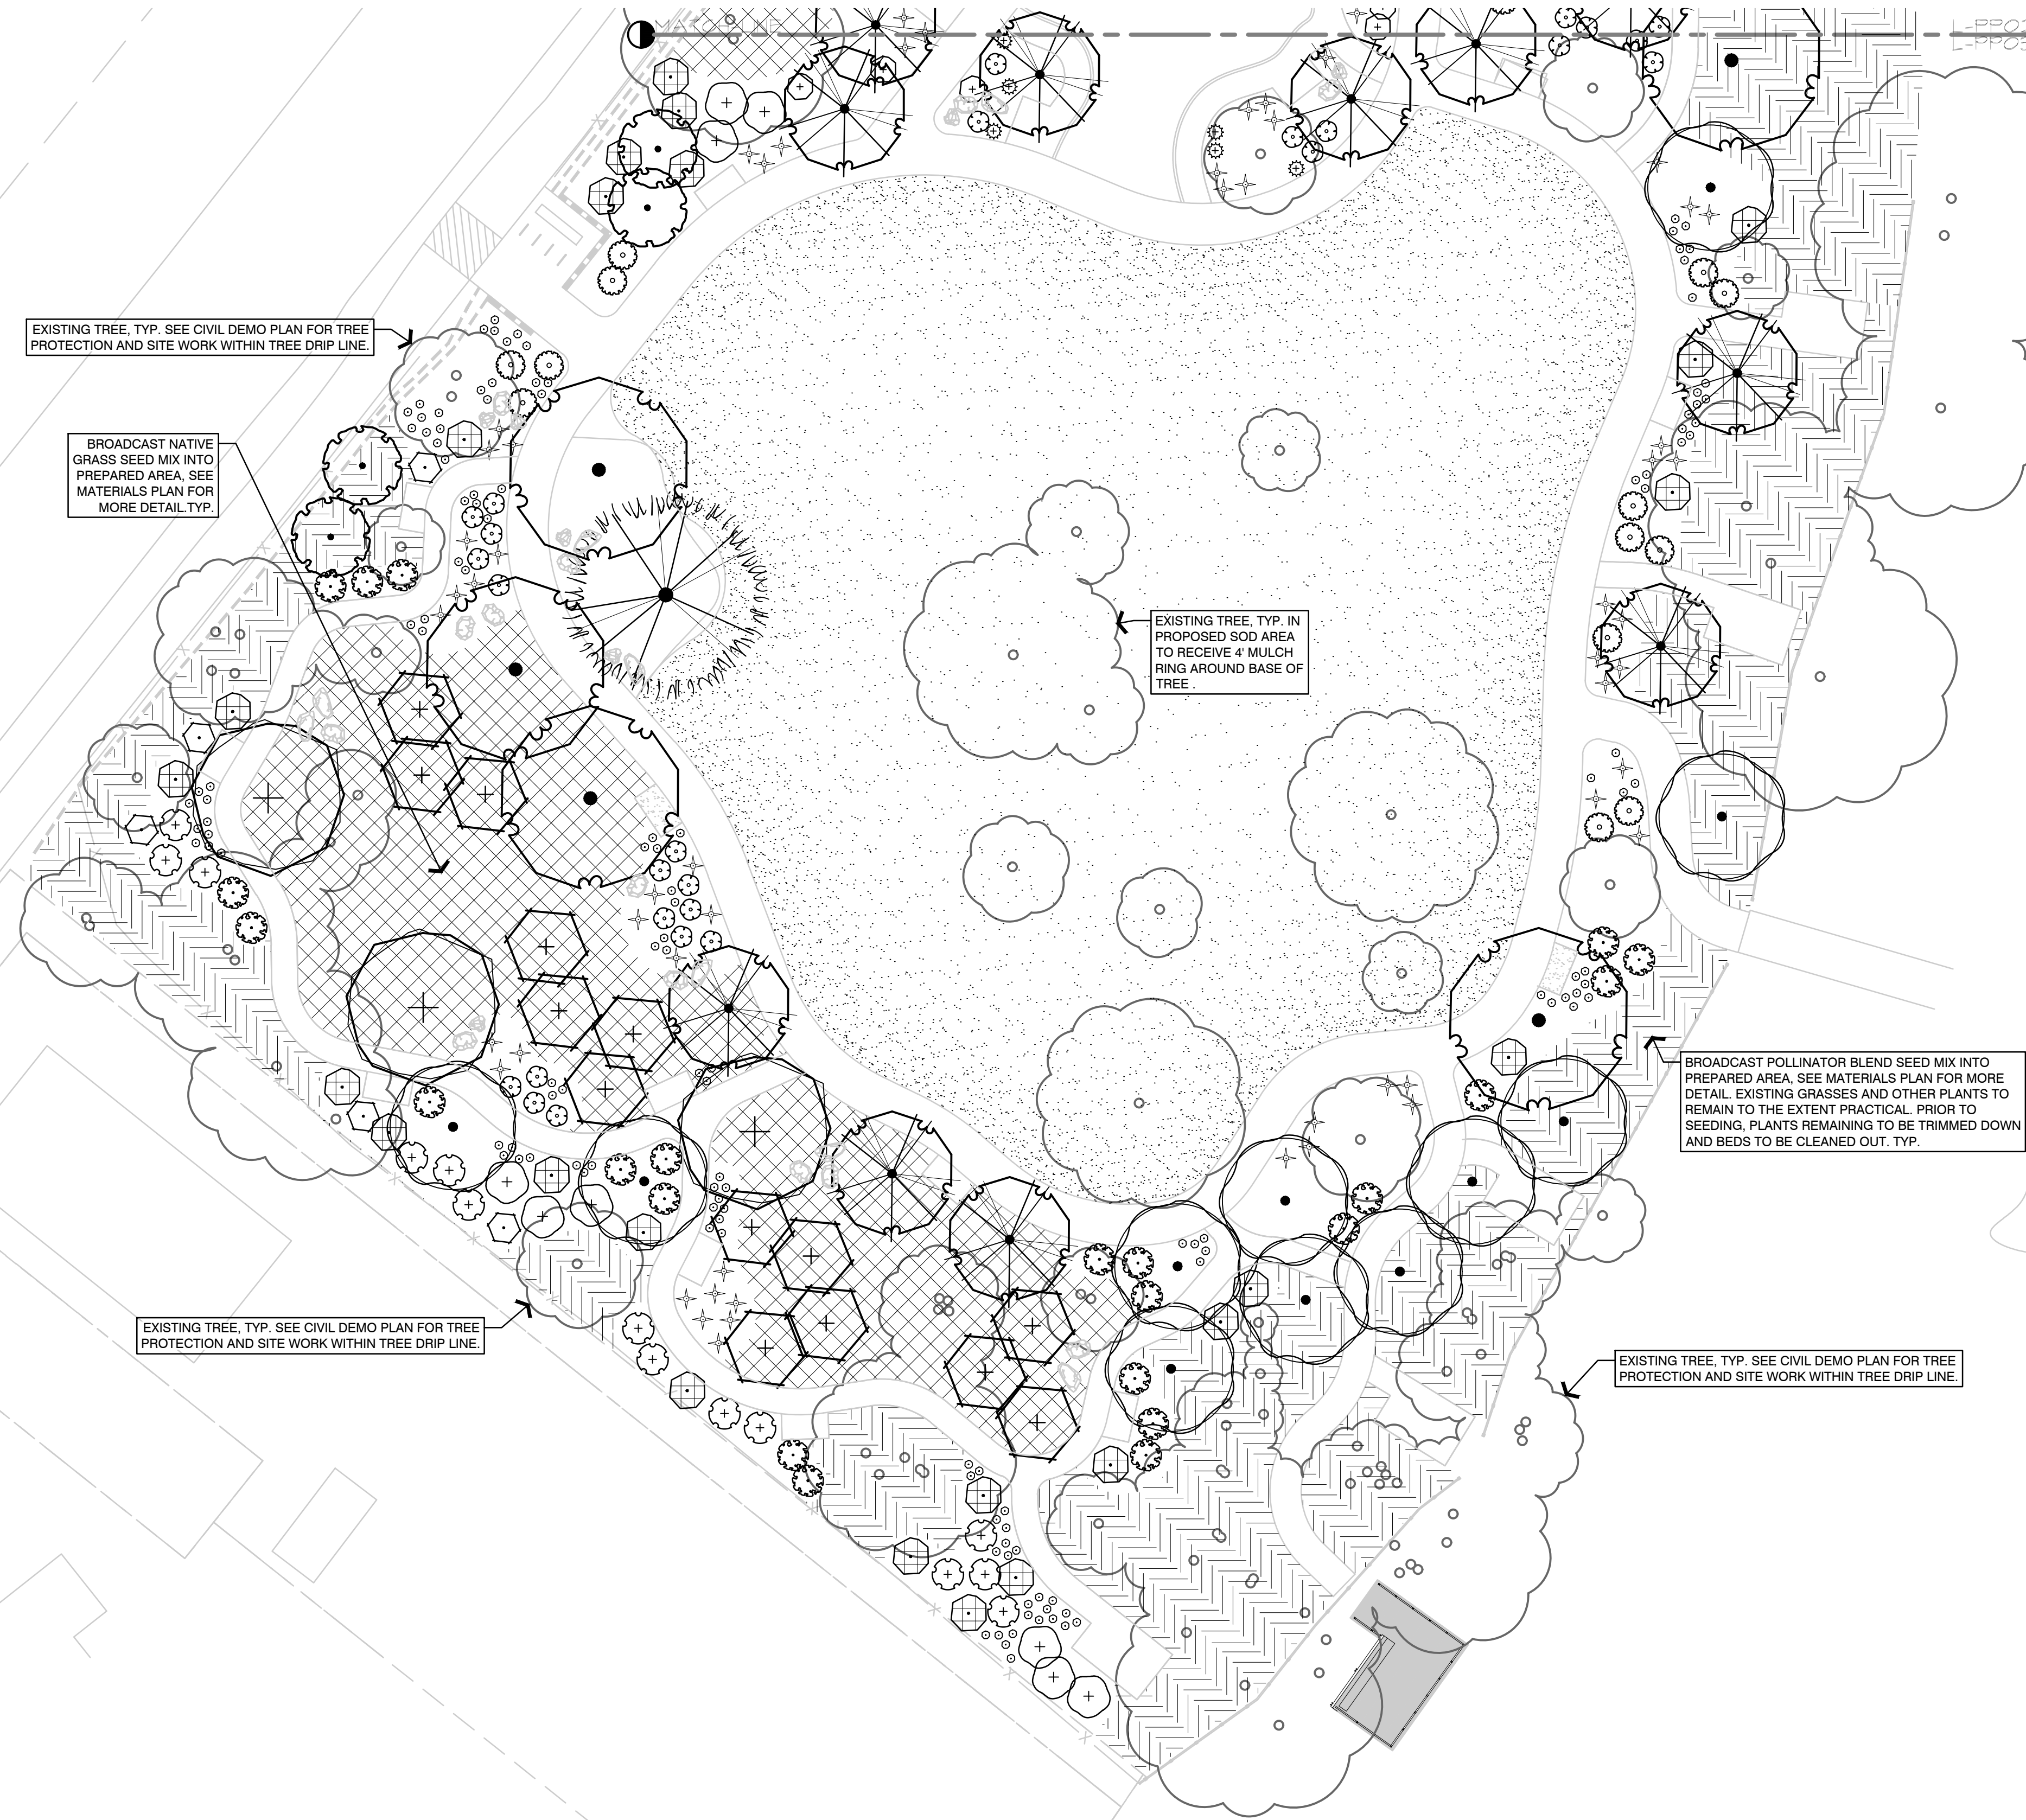 MATCHLINE
EXISTING TREE, TYP. SEE CIVIL DEMO PLAN FOR TREE
PROTECTION AND SITE WORK WITHIN TREE DRIP LINE.
BROADCAST NATIVE
GRASS SEED MIX INTO
PREPARED AREA, SEE
MATERIALS PLAN FOR
MORE DETAIL.TYP.
EXISTING TREE, TYP. IN
PROPOSED SOD AREA
TO RECEIVE 4' MULCH
RING AROUND BASE OF
TREE .
BROADCAST POLLINATOR BLEND SEED MIX INTO
PREPARED AREA, SEE MATERIALS PLAN FOR MORE
DETAIL. EXISTING GRASSES AND OTHER PLANTS TO
REMAIN TO THE EXTENT PRACTICAL. PRIOR TO
SEEDING, PLANTS REMAINING TO BE TRIMMED DOWN
AND BEDS TO BE CLEANED OUT. TYP.
EXISTING TREE, TYP. SEE CIVIL DEMO PLAN FOR TREE
PROTECTION AND SITE WORK WITHIN TREE DRIP LINE.
EXISTING TREE, TYP. SEE CIVIL DEMO PLAN FOR TREE
PROTECTION AND SITE WORK WITHIN TREE DRIP LINE.